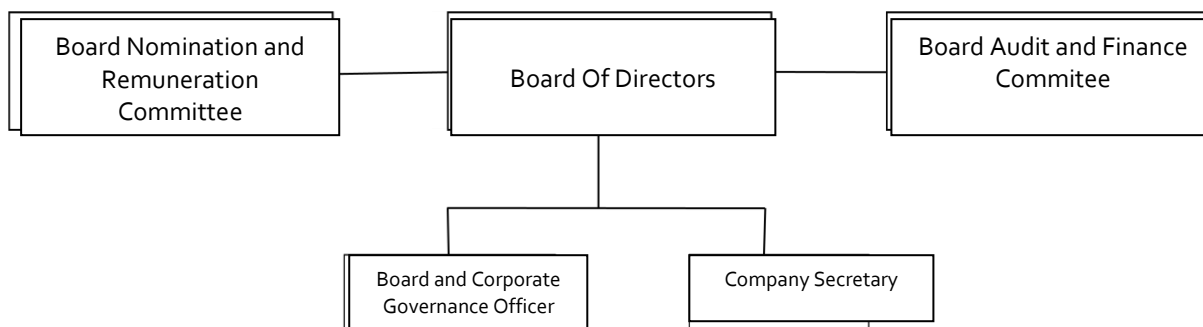 Board Nomination and
Remuneration
Committee
Board Of Directors
Board Audit and Finance
Commitee
Board and Corporate
Governance Officer
Company Secretary